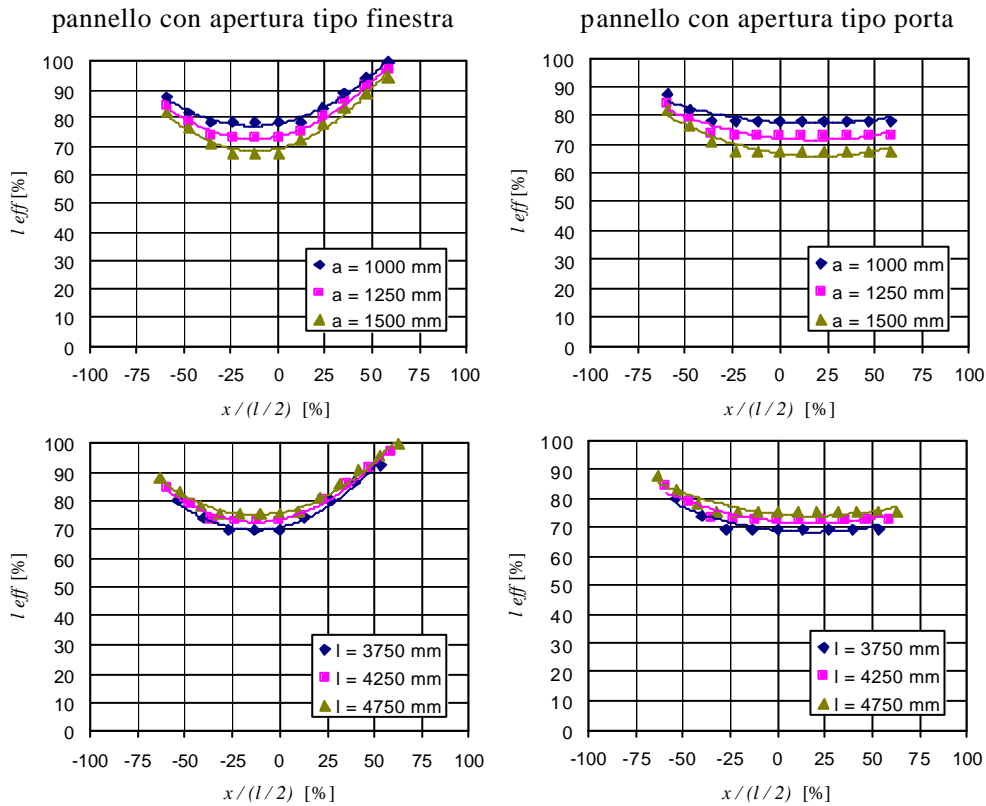 pannello con apertura tipo finestra
pannello con apertura tipo porta
100
90
80
70
60
50
40
30
20
10
0
l eff [%]
a = 1000 mm
a = 1250 mm
a = 1500 mm
-100 -75 -50 -25 0 25 50 75 100
x / (l / 2) [%]
100
90
80
70
60
50
40
30
20
10
0
l eff [%]
a = 1000 mm
a = 1250 mm
a = 1500 mm
-100 -75 -50 -25 0 25 50 75 100
x / (l / 2) [%]
100
90
80
70
60
50
40
30
20
10
0
l eff [%]
l = 3750 mm
l = 4250 mm
l = 4750 mm
-100 -75 -50 -25 0 25 50 75 100
x / (l / 2) [%]
100
90
80
70
60
50
40
30
20
10
0
l eff [%]
l = 3750 mm
l = 4250 mm
l = 4750 mm
-100 -75 -50 -25 0 25 50 75 100
x / (l / 2) [%]